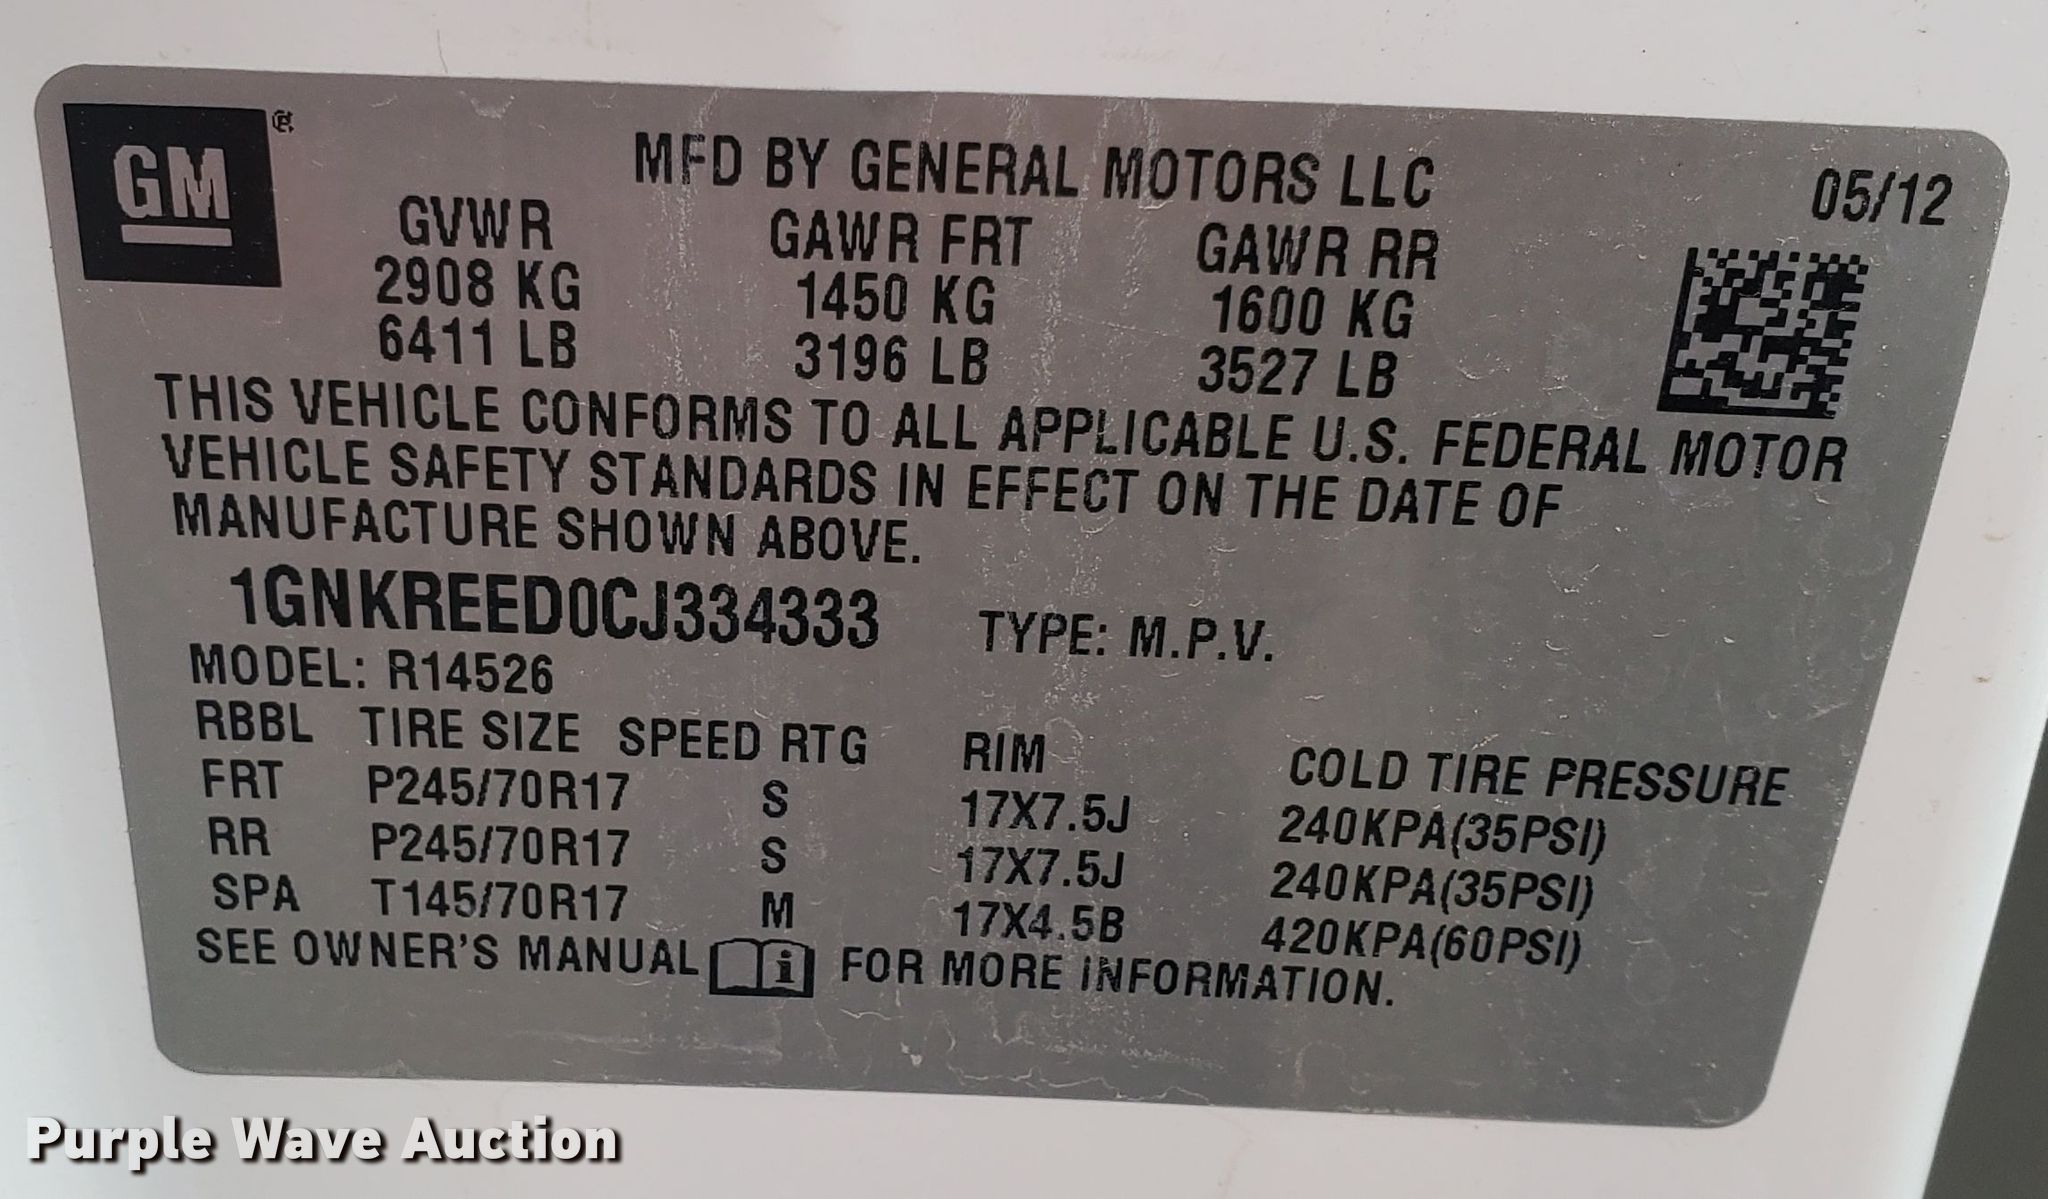 GM ®
MFD BY GENERAL MOTORS LLC
05/12
GVWR GAWR FRT GAWR RR
2908 KG 1450 KG 1600 KG
6411 LB 3196 LB 3527 LB
THIS VEHICLE CONFORMS TO ALL APPLICABLE U.S. FEDERAL MOTOR
VEHICLE SAFETY STANDARDS IN EFFECT ON THE DATE OF
MANUFACTURE SHOWN ABOVE.
1GNKREED0CJ334333 TYPE: M.P.V.
MODEL: R14526
RBBL TIRE SIZE SPEED RTG RIM COLD TIRE PRESSURE
FRT P245/70R17 S 17X7.5J 240KPA(35PSI)
RR P245/70R17 S 17X7.5J 240KPA(35PSI)
SPA T145/70R17 M 17X4.5B 420KPA(60PSI)
SEE OWNER'S MANUAL i FOR MORE INFORMATION.
Purple Wave Auction